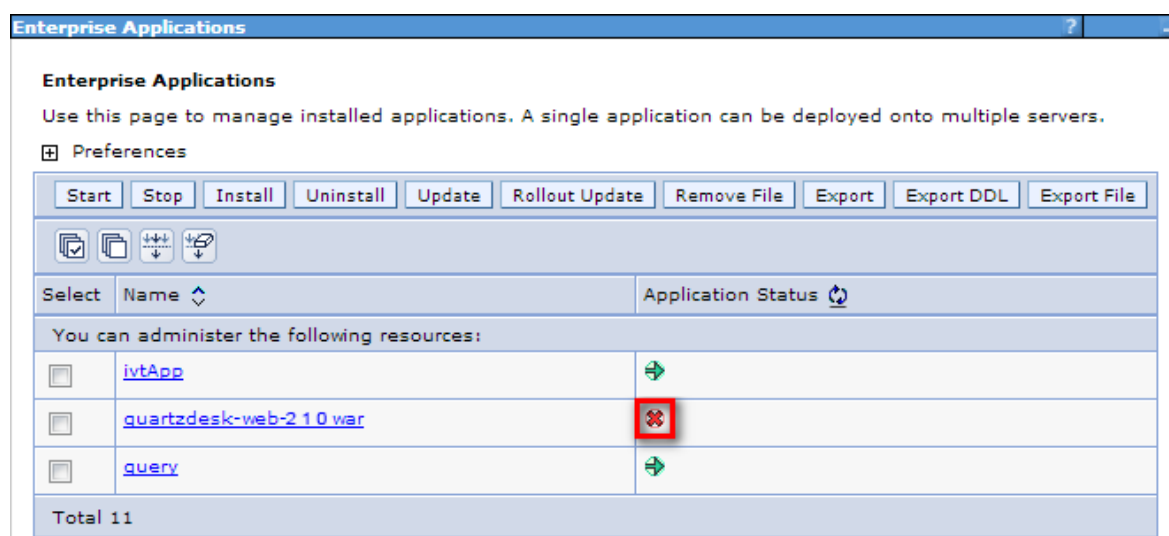 Enterprise Applications ?
Enterprise Applications
Use this page to manage installed applications. A single application can be deployed onto multiple servers.
Preferences
Start Stop Install Uninstall Update Rollout Update Remove File Export Export DDL Export File
Select Name Application Status
You can administer the following resources:
ivtApp
quartzdesk-web-2 1 0 war
query
Total 11